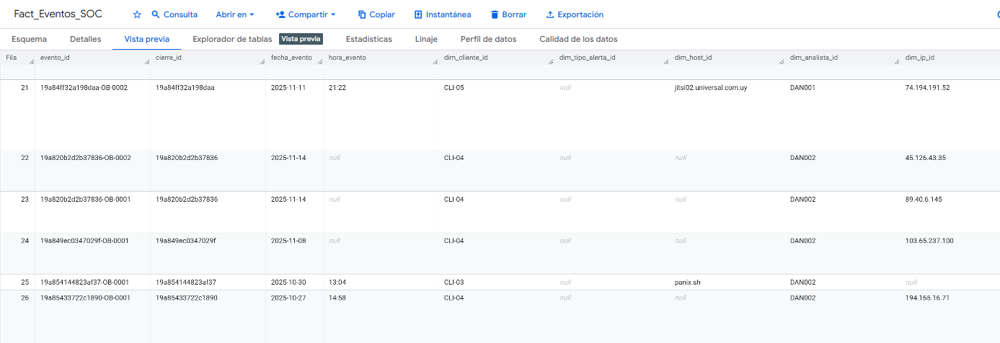 Fact_Eventos_SOC Consulta Abrir en Compartir Copiar Instantánea Borrar Exportación
Esquema Detalles Vista previa Explorador de tablas Vista previa Estadísticas Linaje Perfil de datos Calidad de los datos
Fila evento_id cierre_id fecha_evento hora_evento dim_cliente_id dim_tipo_alerta_id dim_host_id dim_analista_id dim_ip_id
21 19a84ff32a198daa-OB-0002 19a84ff32a198daa 2025-11-11 21:22 CLI-05 null jitsi02.universal.com.uy DAN001 74.194.191.52
22 19a820b2d2b37836-OB-0002 19a820b2d2b37836 2025-11-14 null CLI-04 null null DAN002 45.126.43.35
23 19a820b2d2b37836-OB-0001 19a820b2d2b37836 2025-11-14 null CLI-04 null null DAN002 89.40.6.145
24 19a849ec0347029f-OB-0001 19a849ec0347029f 2025-11-08 null CLI-04 null null DAN002 103.65.237.100
25 19a854144823af37-OB-0001 19a854144823af37 2025-10-30 13:04 CLI-03 null panix.sh DAN002 null
26 19a85433722c1890-OB-0001 19a85433722c1890 2025-10-27 14:58 CLI-04 null null DAN002 194.165.16.71